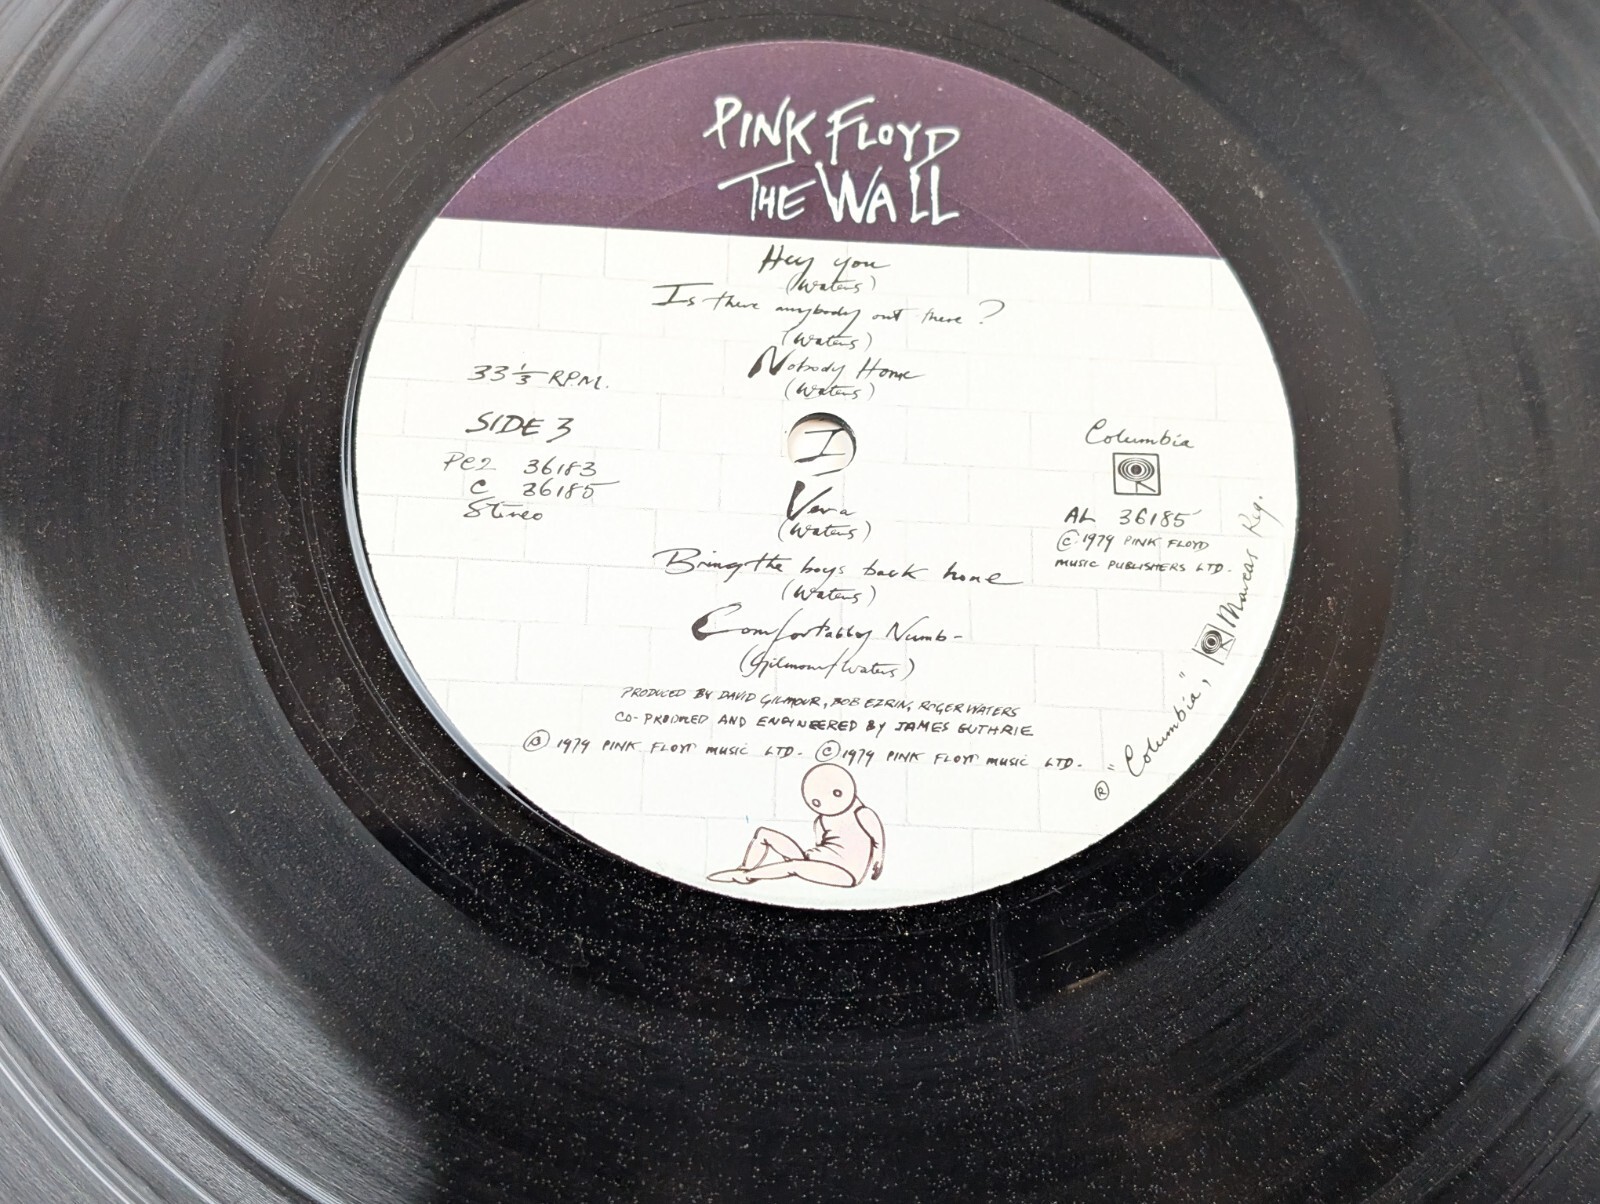 PINK FLOYD
THE WALL
Hey you
(Waters)
Is there anybody out there?
(Waters)
Nobody Home
(Waters)
33 1/3 RPM.
SIDE 3
PC2 36183
C 36185
Stereo
I
Columbia
AL 36185
© 1979 PINK FLOYD
MUSIC PUBLISHERS LTD.
Vera
(Waters)
Bring the boys back home
(Waters)
Comfortably Numb-
(Gilmour/Waters)
PRODUCED BY DAVID GILMOUR, BOB EZRIN, ROGER WATERS
CO-PRODUCED AND ENGINEERED BY JAMES GUTHRIE
Ⓟ 1979 PINK FLOYD MUSIC LTD. © 1979 PINK FLOYD MUSIC LTD.
® "Columbia", Marcas Reg.